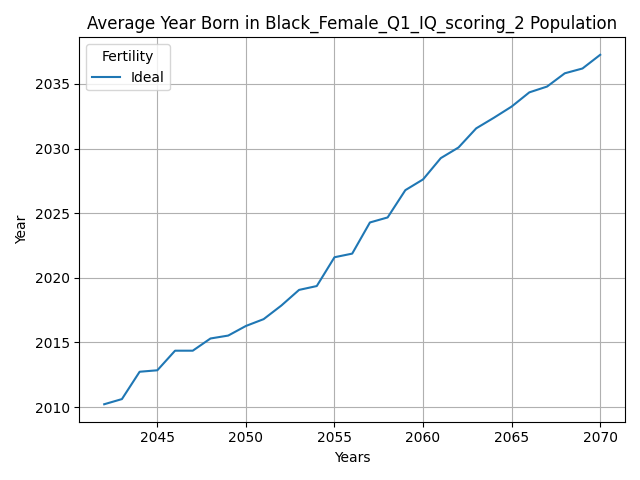 Average Year Born in Black_Female_Q1_IQ_scoring_2 Population
Fertility
Ideal
Year
2035
2030
2025
2020
2015
2010
2045
2050
2055
2060
2065
2070
Years